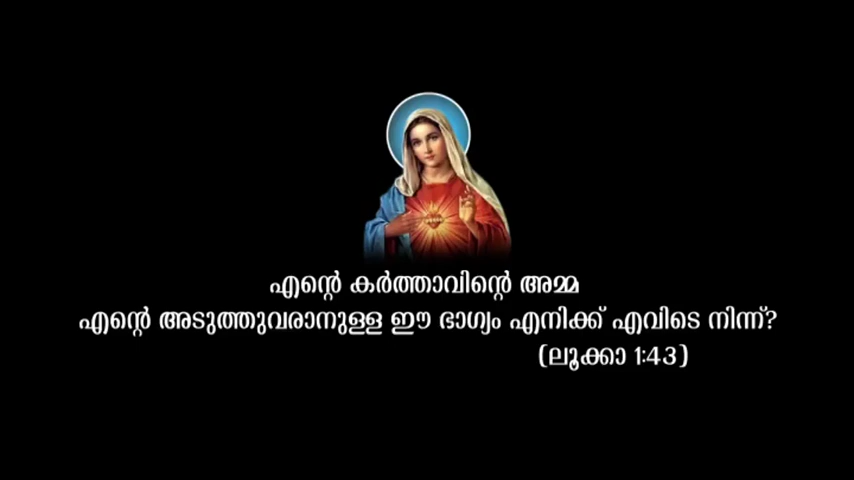 എന്റെ കർത്താവിന്റെ അമ്മ
എന്റെ അടുത്തുവരാനുള്ള ഈ ഭാഗ്യം എനിക്ക് എവിടെ നിന്ന്?
(ലൂക്കാ 1:43)